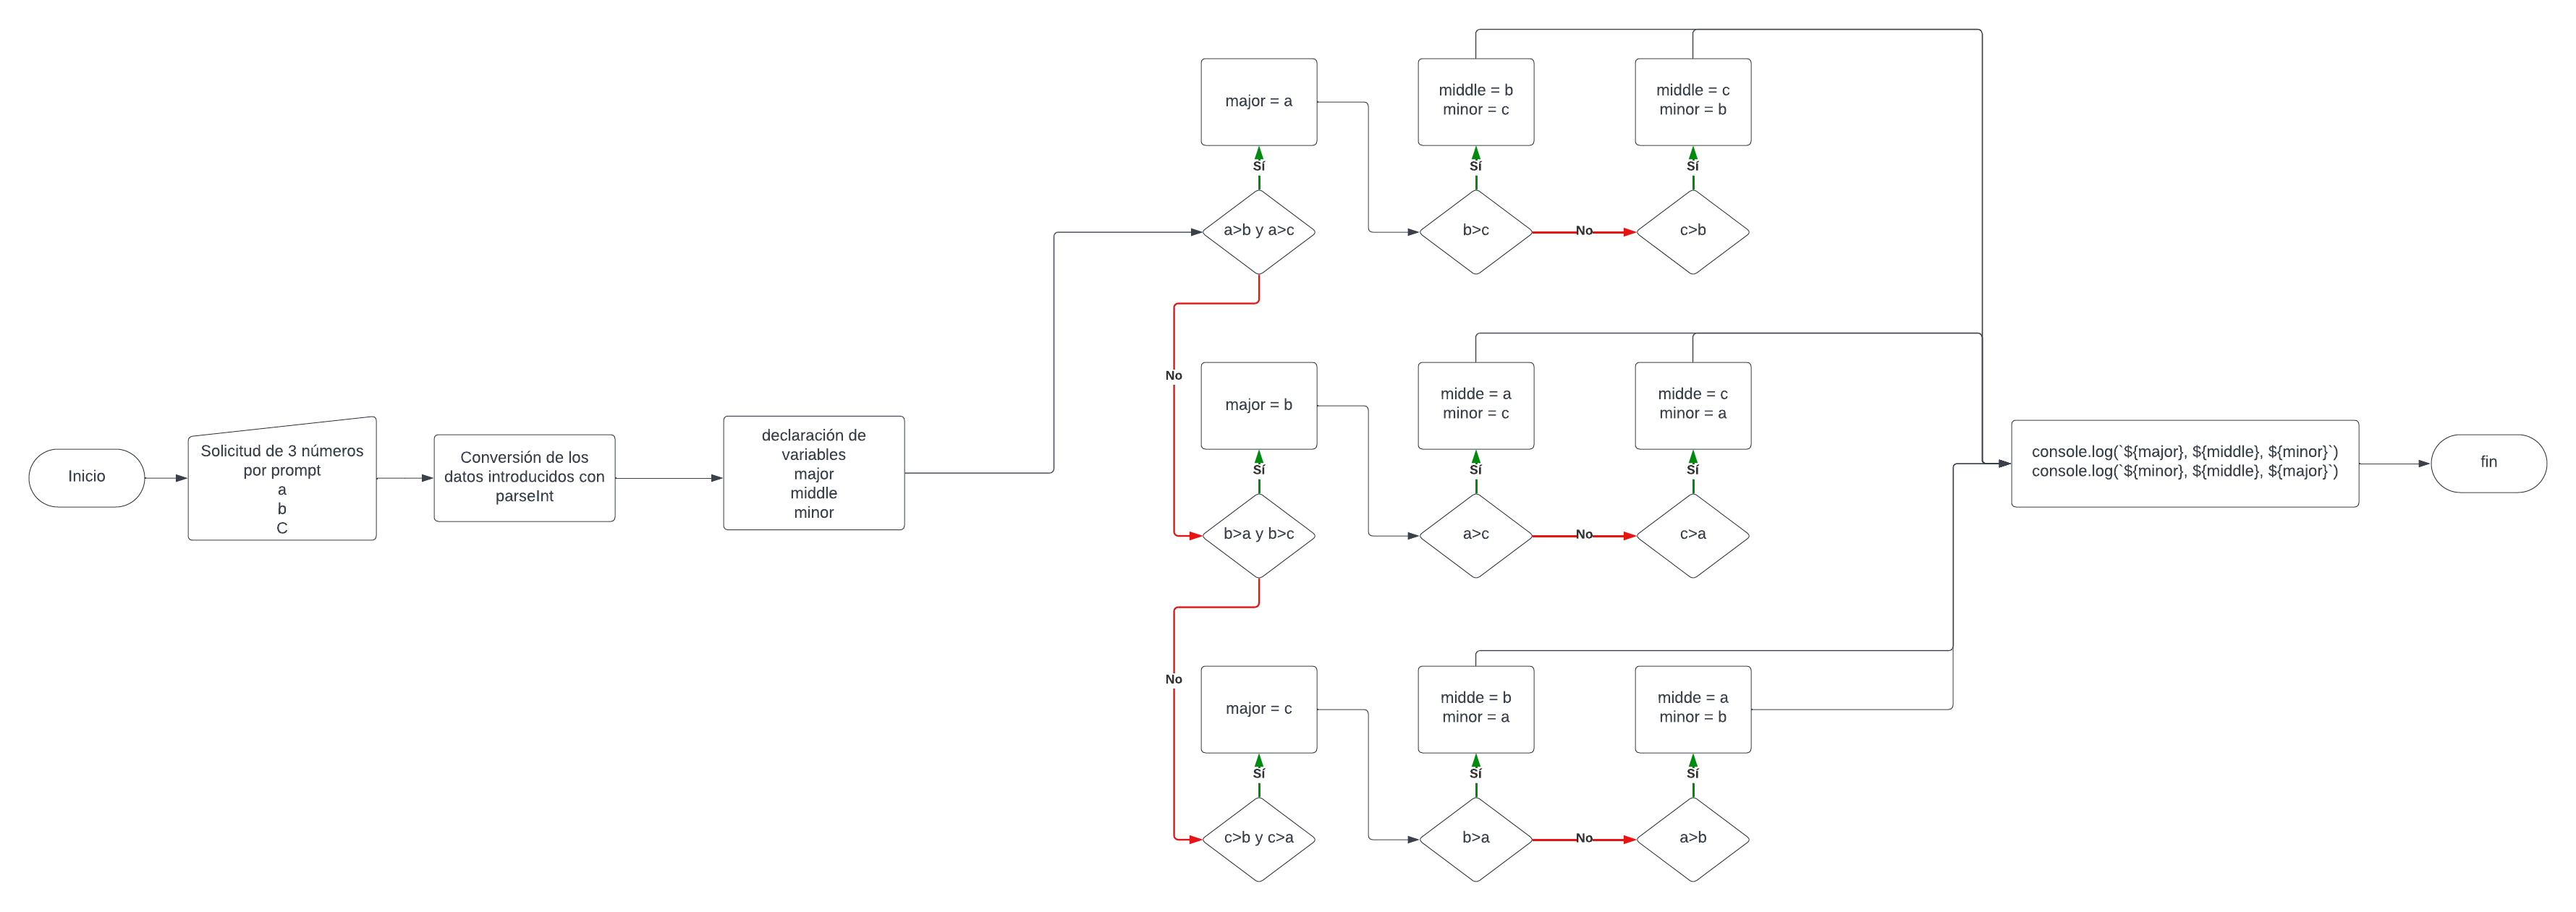 Inicio
Solicitud de 3 números
por prompt
a
b
C
Conversión de los
datos introducidos con
parseInt
declaración de
variables
major
middle
minor
major = a
Sí
a>b y a>c
No
middle = b
minor = c
Sí
b>c
No
middle = c
minor = b
Sí
c>b
major = b
Sí
b>a y b>c
No
midde = a
minor = c
Sí
a>c
No
midde = c
minor = a
Sí
c>a
major = c
Sí
c>b y c>a
midde = b
minor = a
Sí
b>a
No
midde = a
minor = b
Sí
a>b
console.log(`${major}, ${middle}, ${minor}`)
console.log(`${minor}, ${middle}, ${major}`)
fin